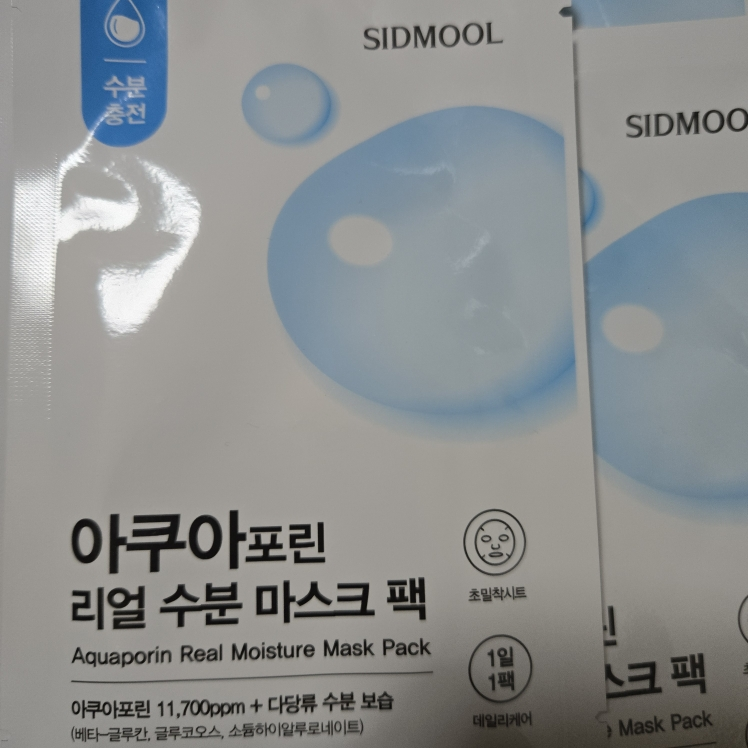 수분
충전
SIDMOOL
아쿠아포린
리얼 수분 마스크 팩
Aquaporin Real Moisture Mask Pack
아쿠아포린 11,700ppm + 다당류 수분 보습
(베타-글루칸, 글루코오스, 소듐하이알루로네이트)
초밀착시트
1일
1팩
데일리케어
SIDMOO
린
스크 팩
Mask Pack